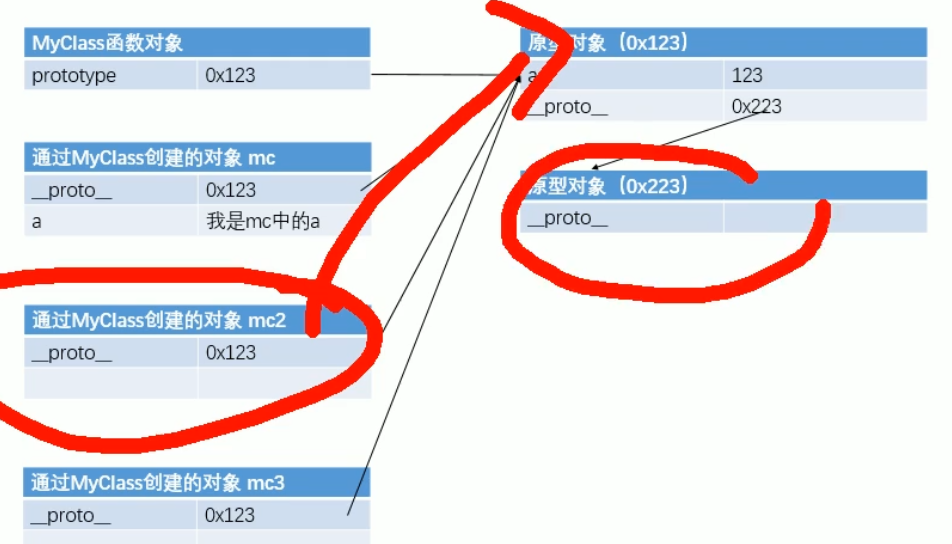 MyClass函数对象
prototype 0x123
通过MyClass创建的对象 mc
__proto__ 0x123
a 我是mc中的a
通过MyClass创建的对象 mc2
__proto__ 0x123
通过MyClass创建的对象 mc3
__proto__ 0x123
原型对象（0x123）
a 123
__proto__ 0x223
原型对象（0x223）
__proto__